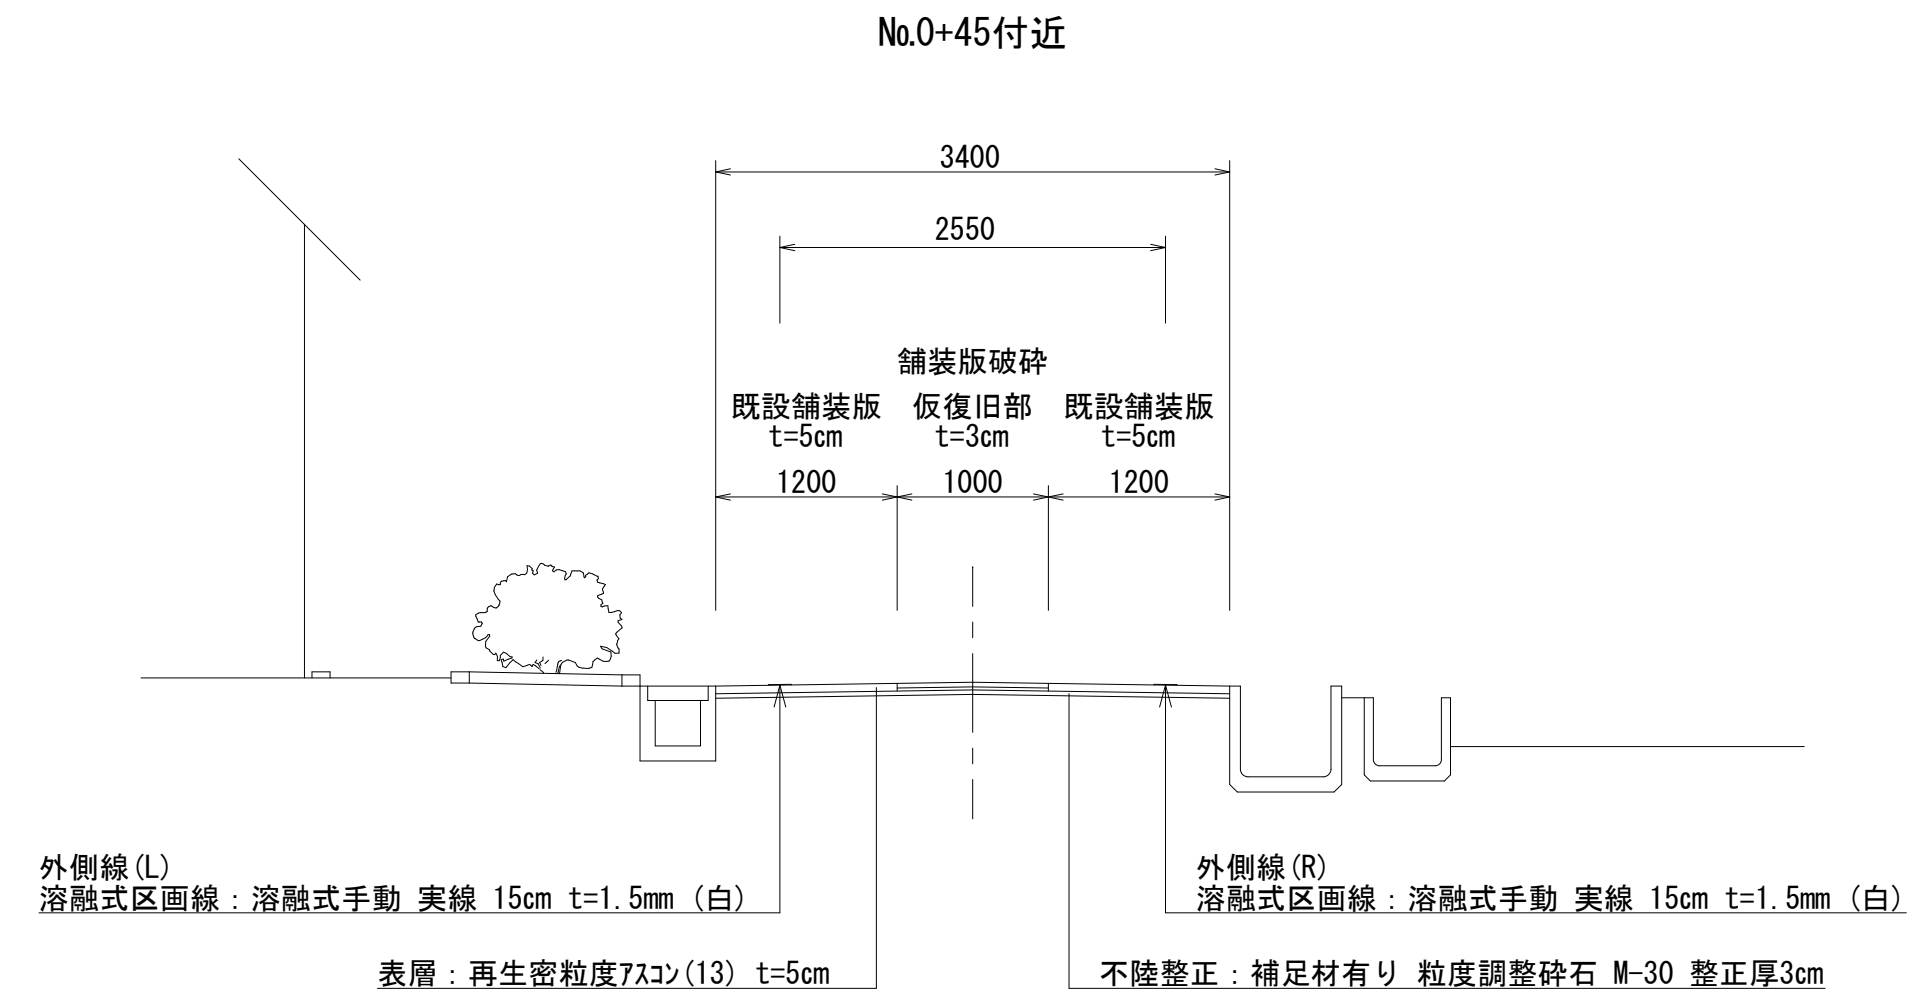 №0+45付近
3400
2550
舗装版破砕
既設舗装版 仮復旧部 既設舗装版
t=5cm t=3cm t=5cm
1200 1000 1200
外側線(L)
溶融式区画線：溶融式手動 実線 15cm t=1.5mm (白)
外側線(R)
溶融式区画線：溶融式手動 実線 15cm t=1.5mm (白)
表層：再生密粒度ｱｽｺﾝ(13) t=5cm
不陸整正：補足材有り 粒度調整砕石 M-30 整正厚3cm